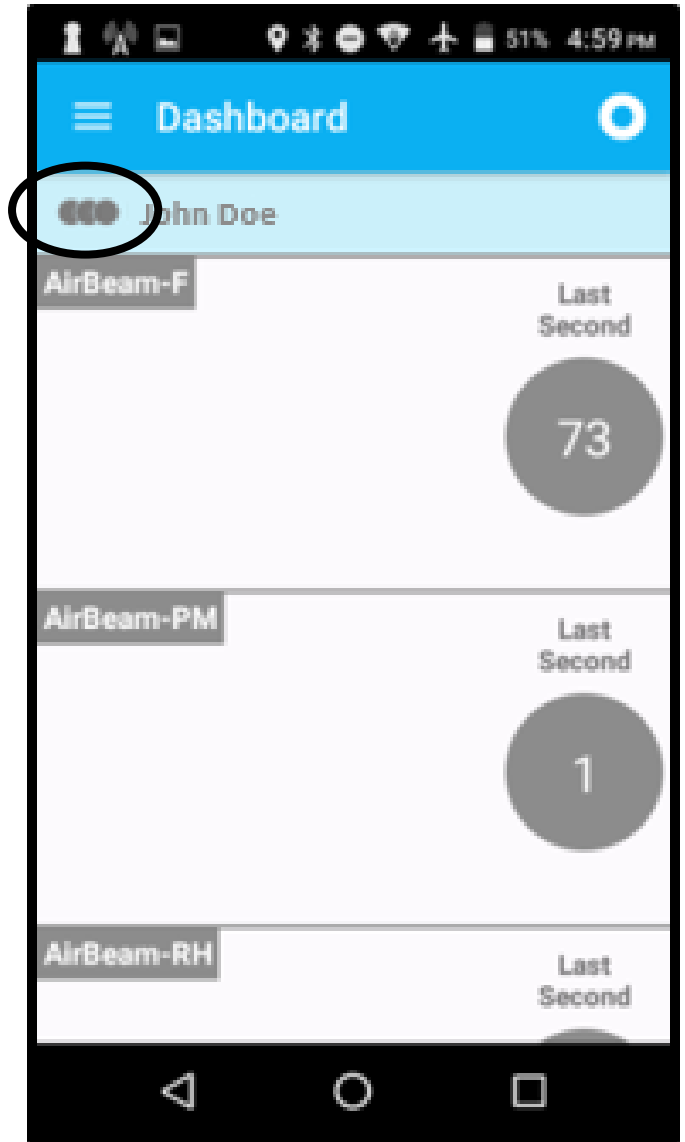 51% 4:59 PM
Dashboard
John Doe
AirBeam-F
Last
Second
73
AirBeam-PM
Last
Second
1
AirBeam-RH
Last
Second